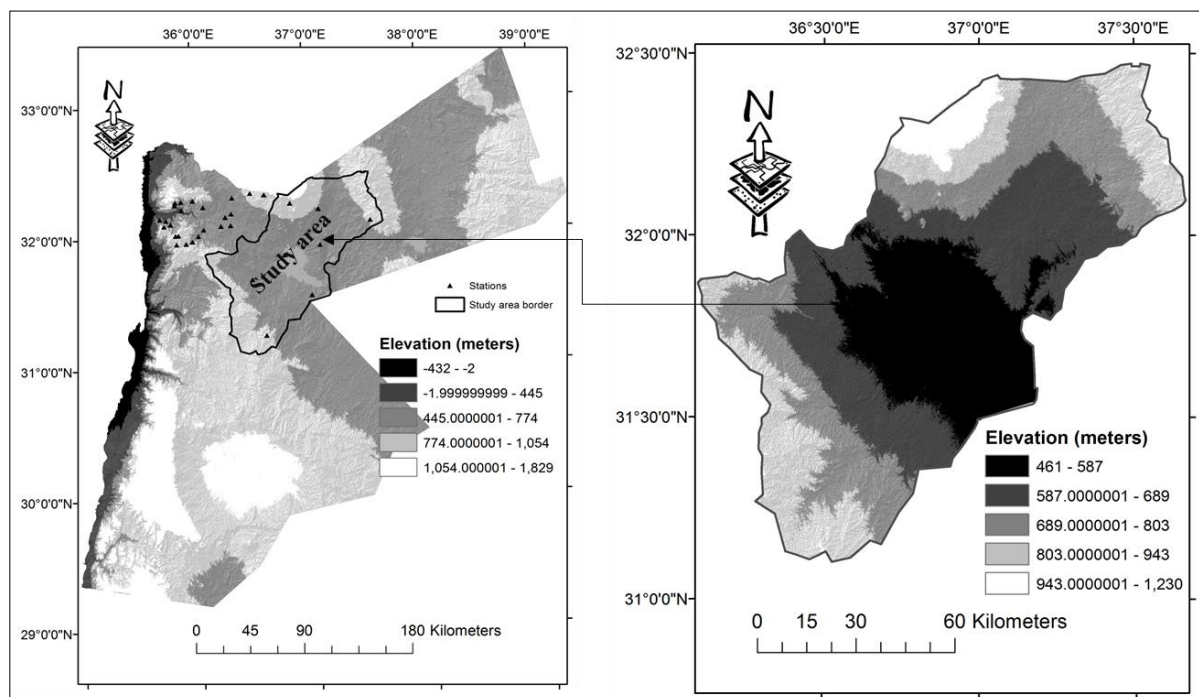 36°0'0"N 37°0'0"N 38°0'0"N 39°0'0"N
N
33°0'0"N
32°0'0"N
31°0'0"N
30°0'0"N
29°0'0"N
Study area
Stations
Study area border
Elevation (meters)
-432 - -2
-1.999999999 - 445
445.0000001 - 774
774.0000001 - 1,054
1,054.000001 - 1,829
0 45 90 180 Kilometers
36°30'0"N 37°0'0"N 37°30'0"N
N
32°30'0"N
32°0'0"N
31°30'0"N
31°0'0"N
Elevation (meters)
461 - 587
587.0000001 - 689
689.0000001 - 803
803.0000001 - 943
943.0000001 - 1,230
0 15 30 60 Kilometers